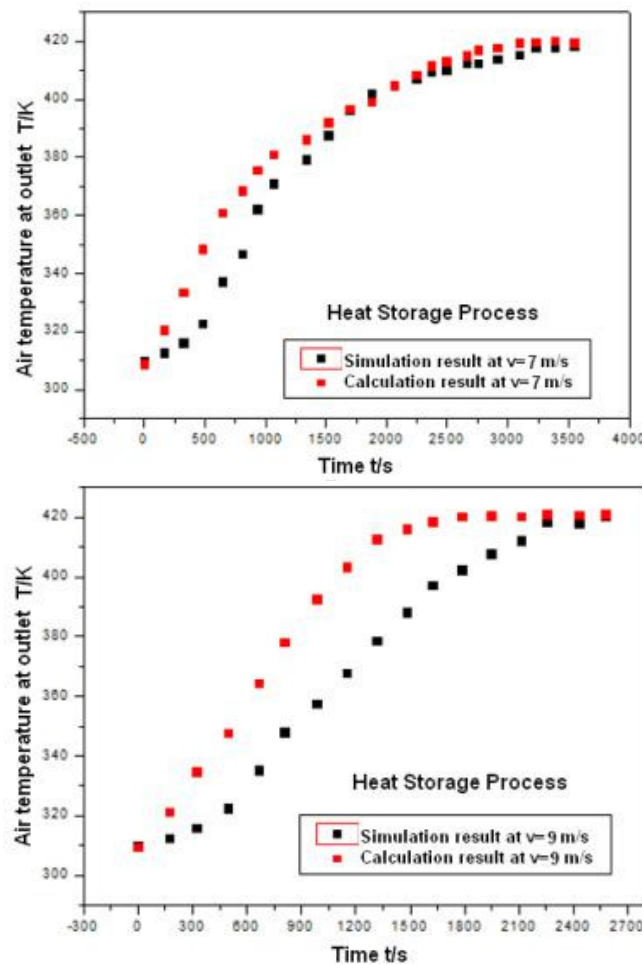 Air temperature at outlet T/K
420
400
380
360
340
320
300
Heat Storage Process
Simulation result at v=7 m/s
Calculation result at v=7 m/s
-500 0 500 1000 1500 2000 2500 3000 3500 4000
Time t/s
Air temperature at outlet T/K
420
400
380
360
340
320
300
Heat Storage Process
Simulation result at v=9 m/s
Calculation result at v=9 m/s
-300 0 300 600 900 1200 1500 1800 2100 2400 2700
Time t/s